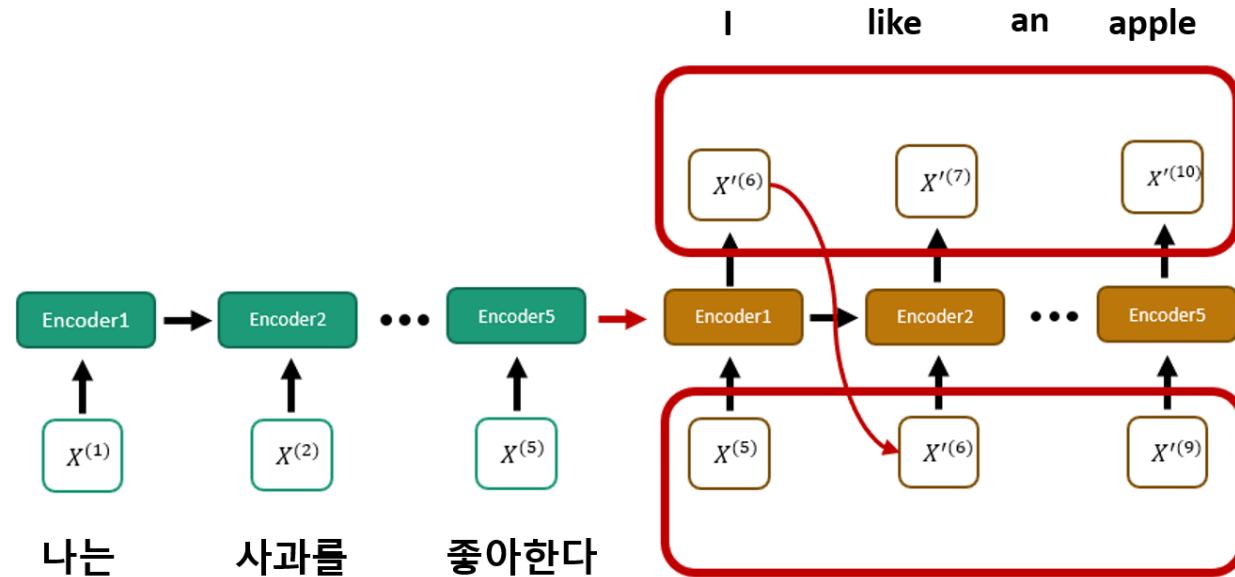 I like an apple
X′⁽⁶⁾ X′⁽⁷⁾ X′⁽¹⁰⁾
Encoder1 Encoder2 ••• Encoder5 Encoder1 Encoder2 ••• Encoder5
X⁽¹⁾ X⁽²⁾ X⁽⁵⁾ X⁽⁵⁾ X′⁽⁶⁾ X′⁽⁹⁾
나는 사과를 좋아한다